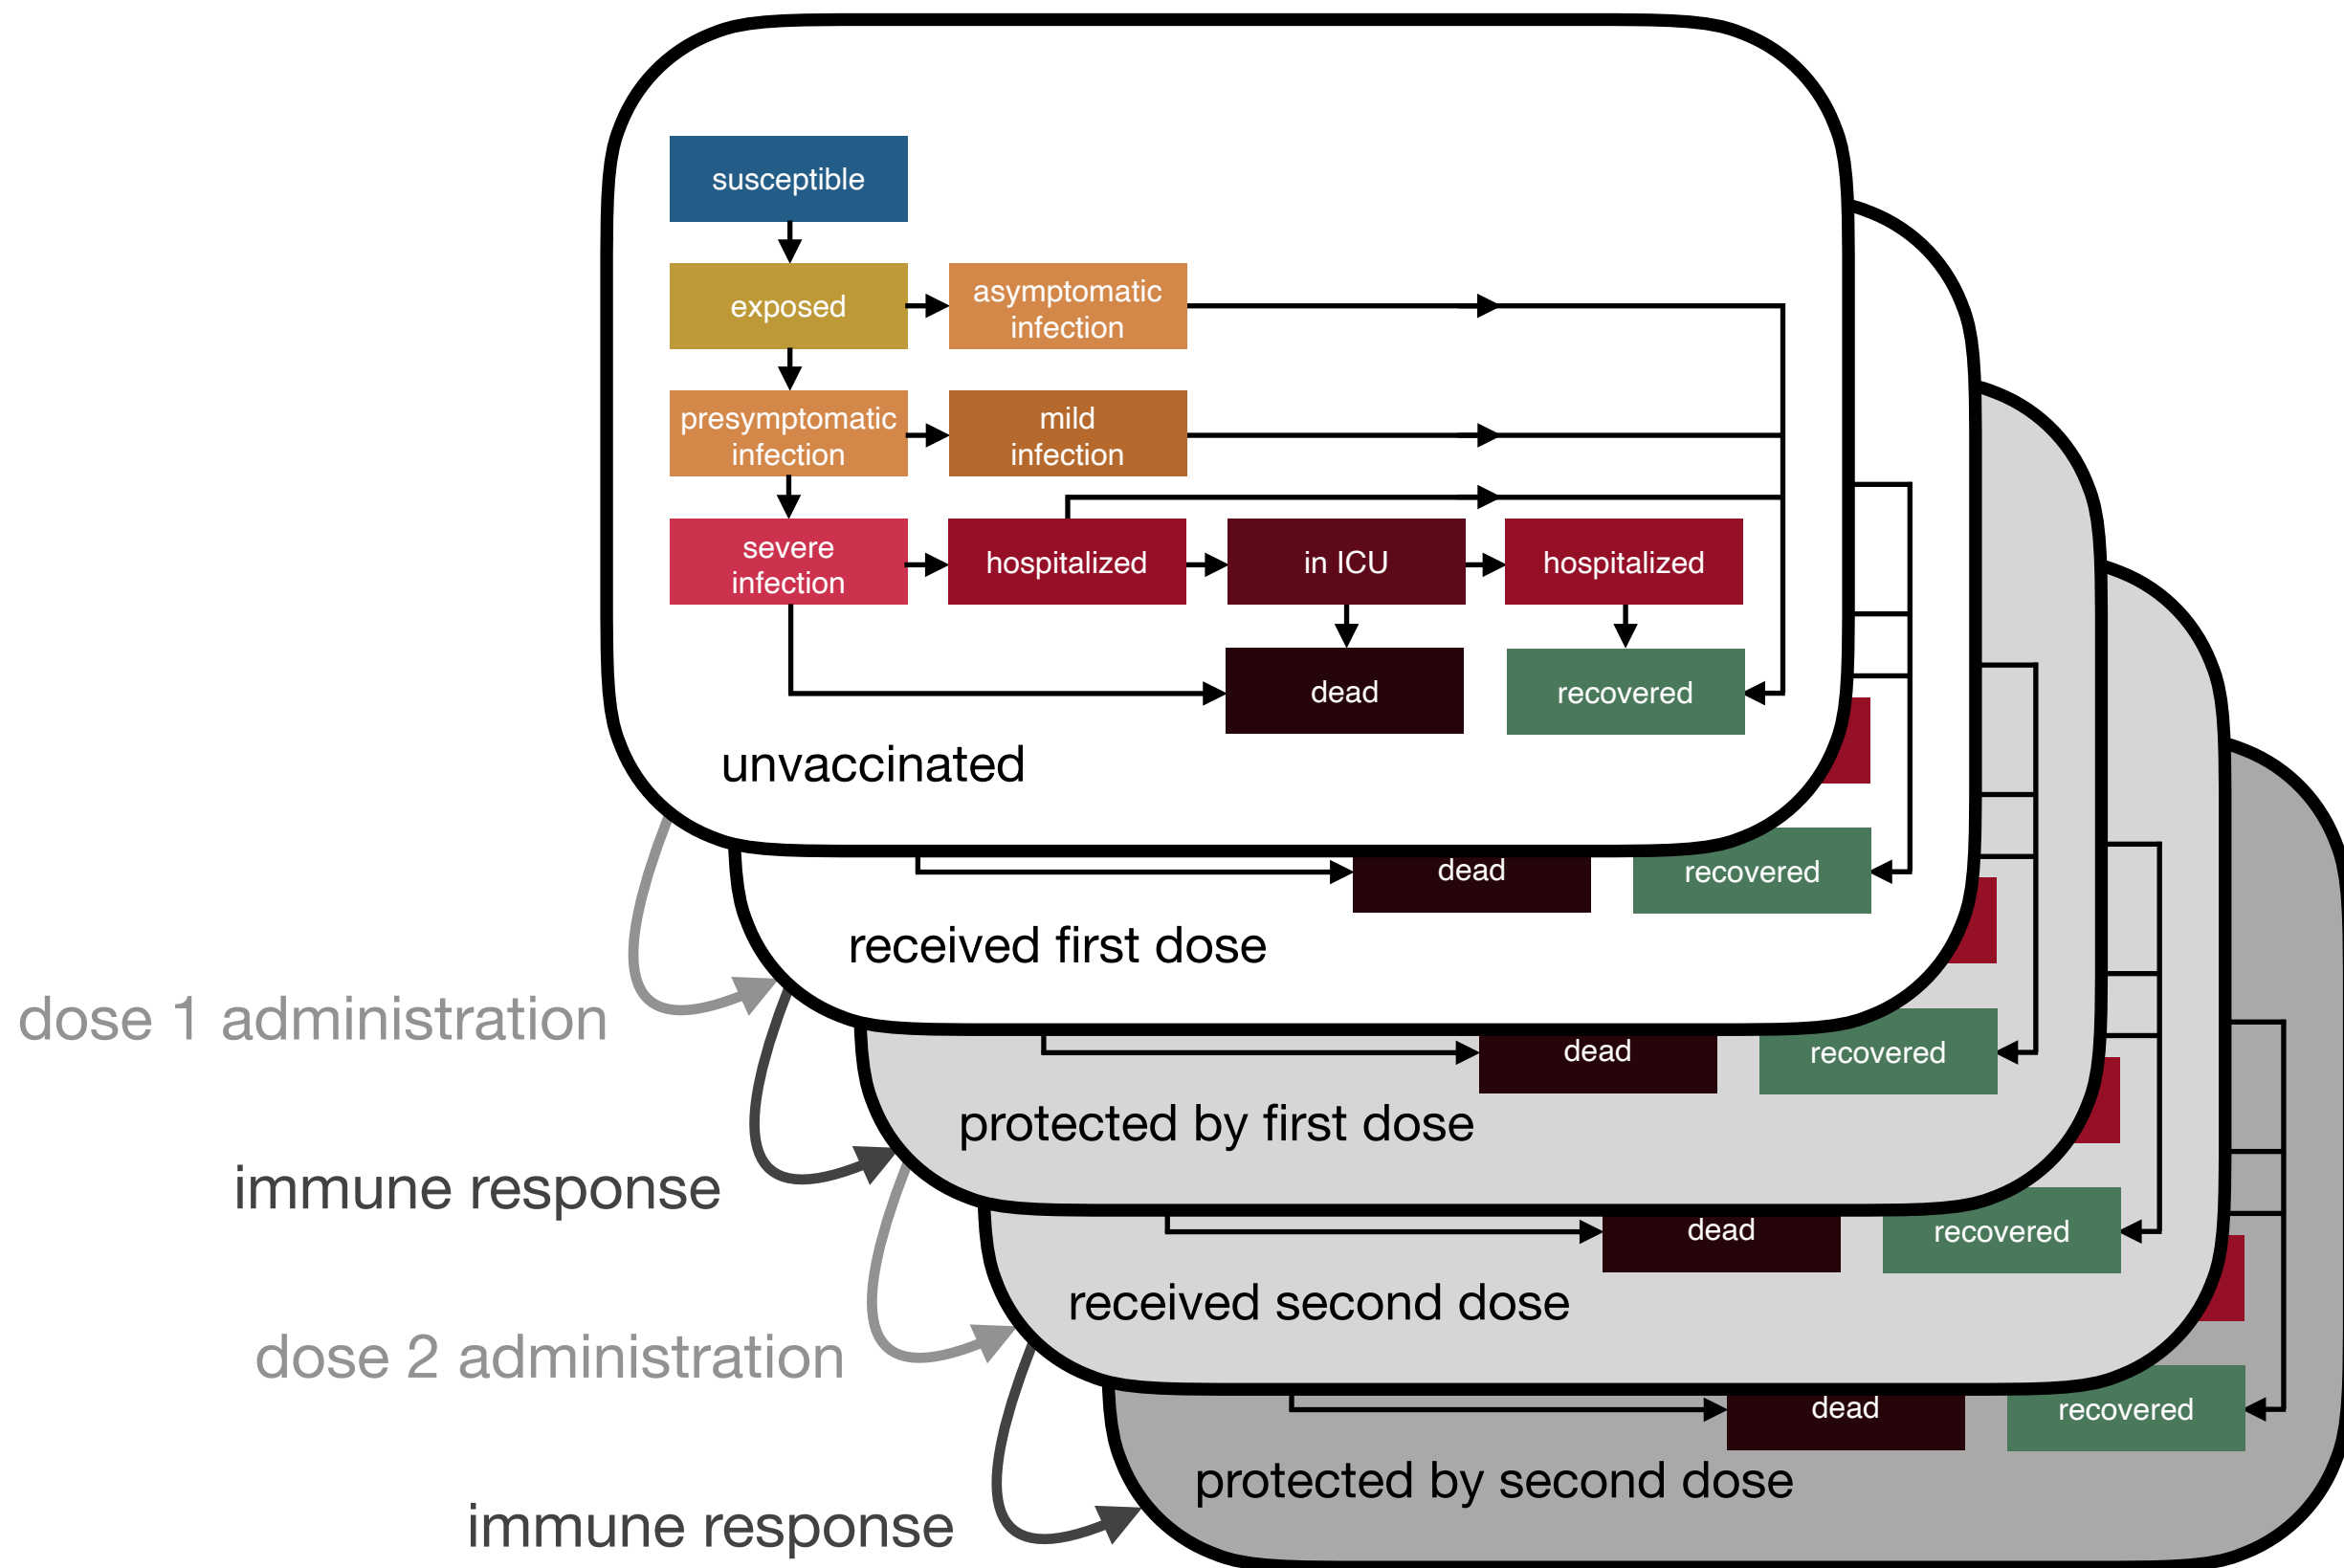 susceptible
exposed
asymptomatic
infection
presymptomatic
infection
mild
infection
severe
infection
hospitalized
in ICU
hospitalized
dead
recovered
unvaccinated
dead
recovered
received first dose
dose 1 administration
dead
recovered
protected by first dose
immune response
dead
recovered
received second dose
dose 2 administration
dead
recovered
protected by second dose
immune response